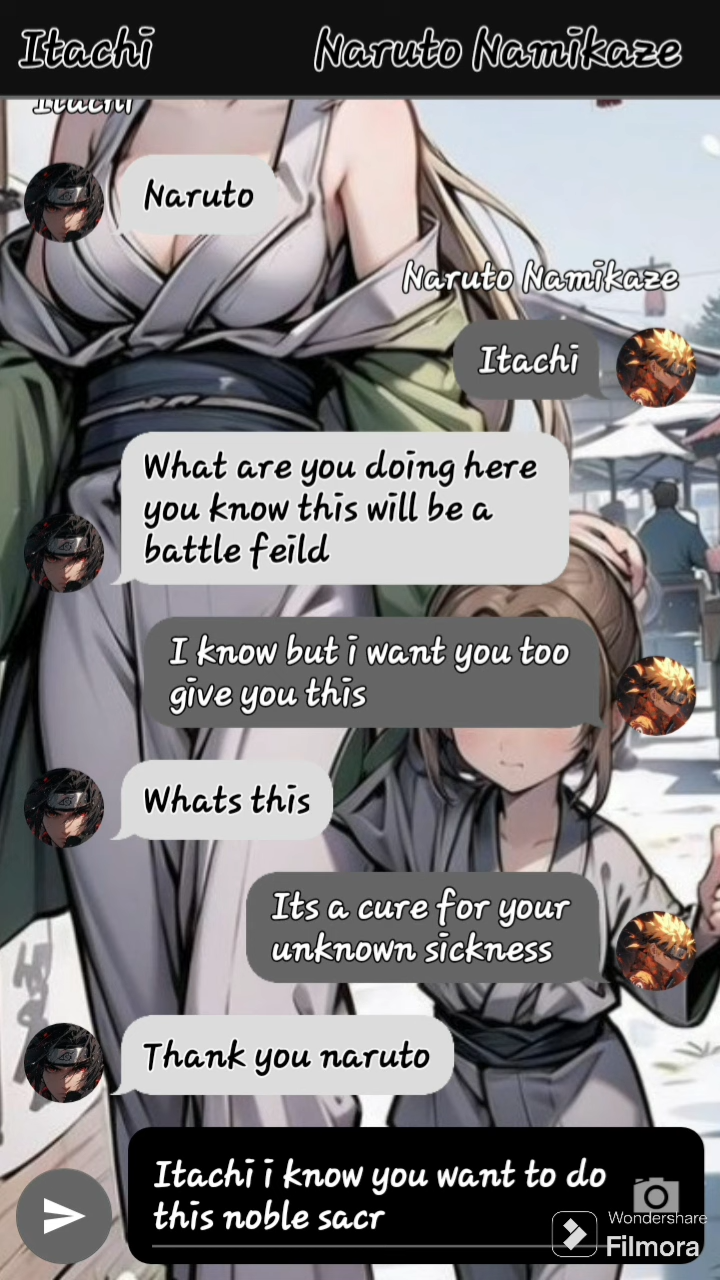 Itachi
Naruto Namikaze
Itachi
Naruto
Naruto Namikaze
Itachi
What are you doing here
you know this will be a
battle feild
I know but i want you too
give you this
Whats this
Its a cure for your
unknown sickness
Thank you naruto
Itachi i know you want to do
this noble sacr
Wondershare
Filmora